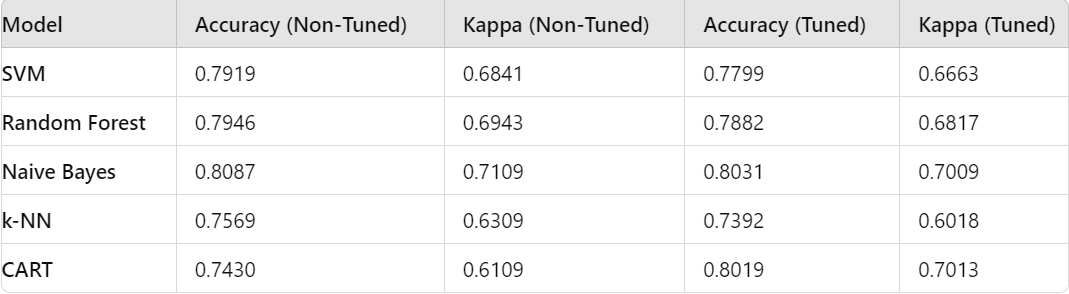 Model Accuracy (Non-Tuned) Kappa (Non-Tuned) Accuracy (Tuned) Kappa (Tuned)
SVM 0.7919 0.6841 0.7799 0.6663
Random Forest 0.7946 0.6943 0.7882 0.6817
Naive Bayes 0.8087 0.7109 0.8031 0.7009
k-NN 0.7569 0.6309 0.7392 0.6018
CART 0.7430 0.6109 0.8019 0.7013